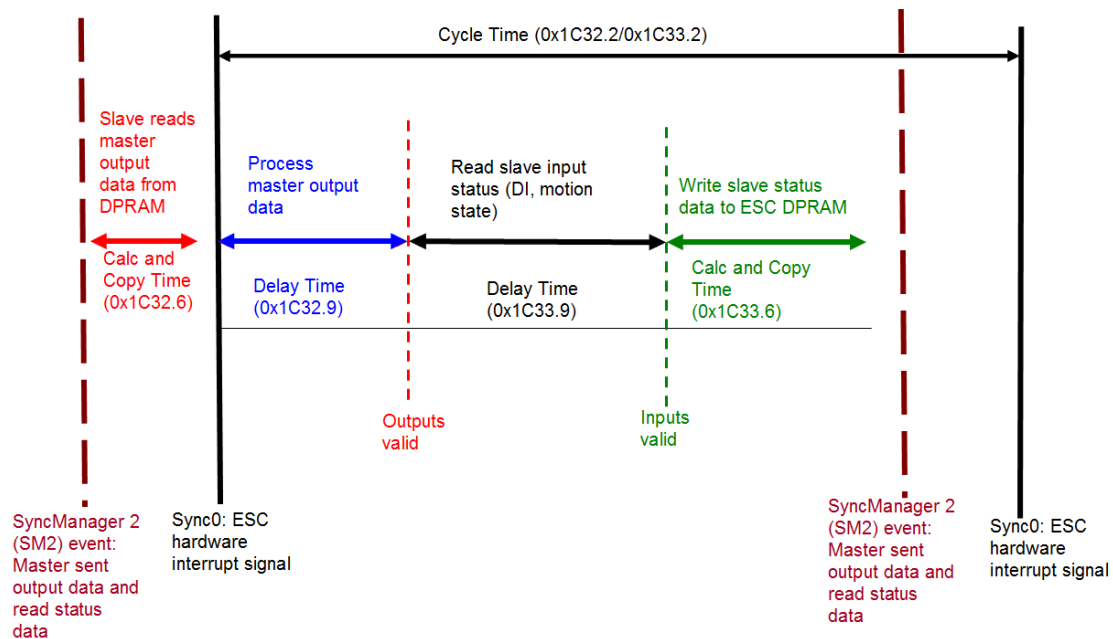 Cycle Time (0x1C32.2/0x1C33.2)
Slave reads
master
output
data from
DPRAM
Calc and
Copy Time
(0x1C32.6)
Process
master output
data
Delay Time
(0x1C32.9)
Read slave input
status (DI, motion
state)
Delay Time
(0x1C33.9)
Write slave status
data to ESC DPRAM
Calc and Copy
Time
(0x1C33.6)
Outputs
valid
Inputs
valid
SyncManager 2
(SM2) event:
Master sent
output data and
read status
data
Sync0: ESC
hardware
interrupt signal
SyncManager 2
(SM2) event:
Master sent
output data and
read status
data
Sync0: ESC
hardware
interrupt signal